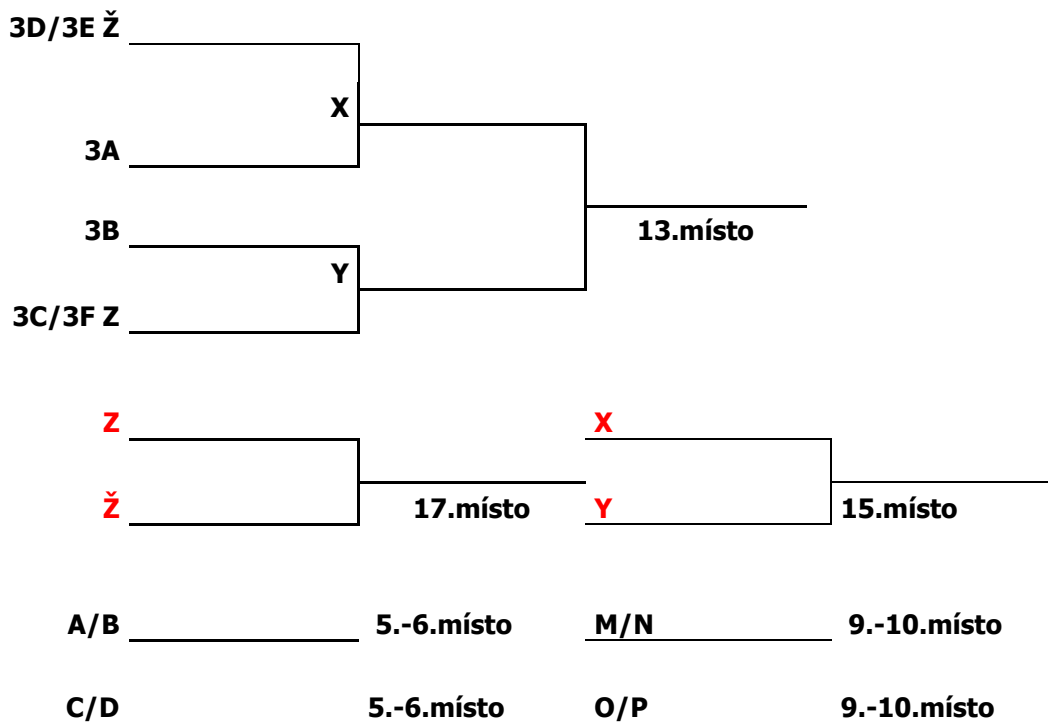 3D/3E Ž
X
3A
3B
13.místo
Y
3C/3F Z
Z
X
Ž
17.místo
Y
15.místo
A/B
5.-6.místo
M/N
9.-10.místo
C/D
5.-6.místo
O/P
9.-10.místo